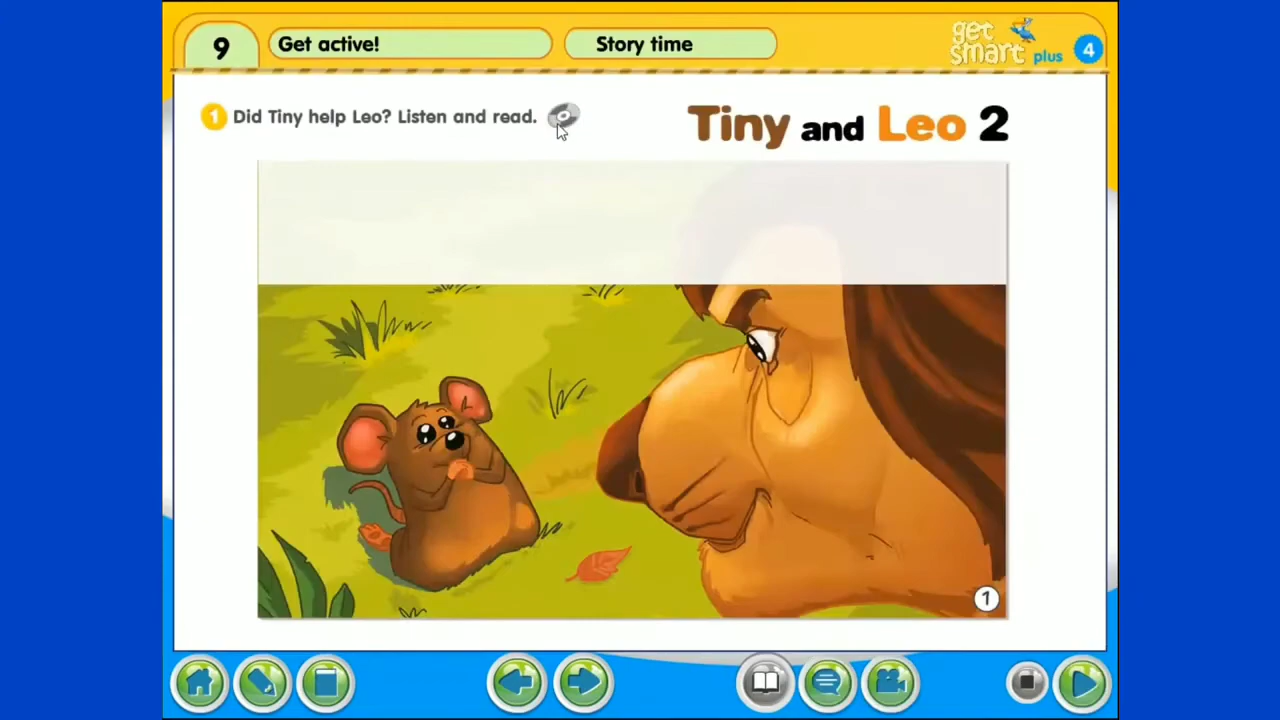 9
Get active!
Story time
get
smart plus 4
1 Did Tiny help Leo? Listen and read.
Tiny and Leo 2
1